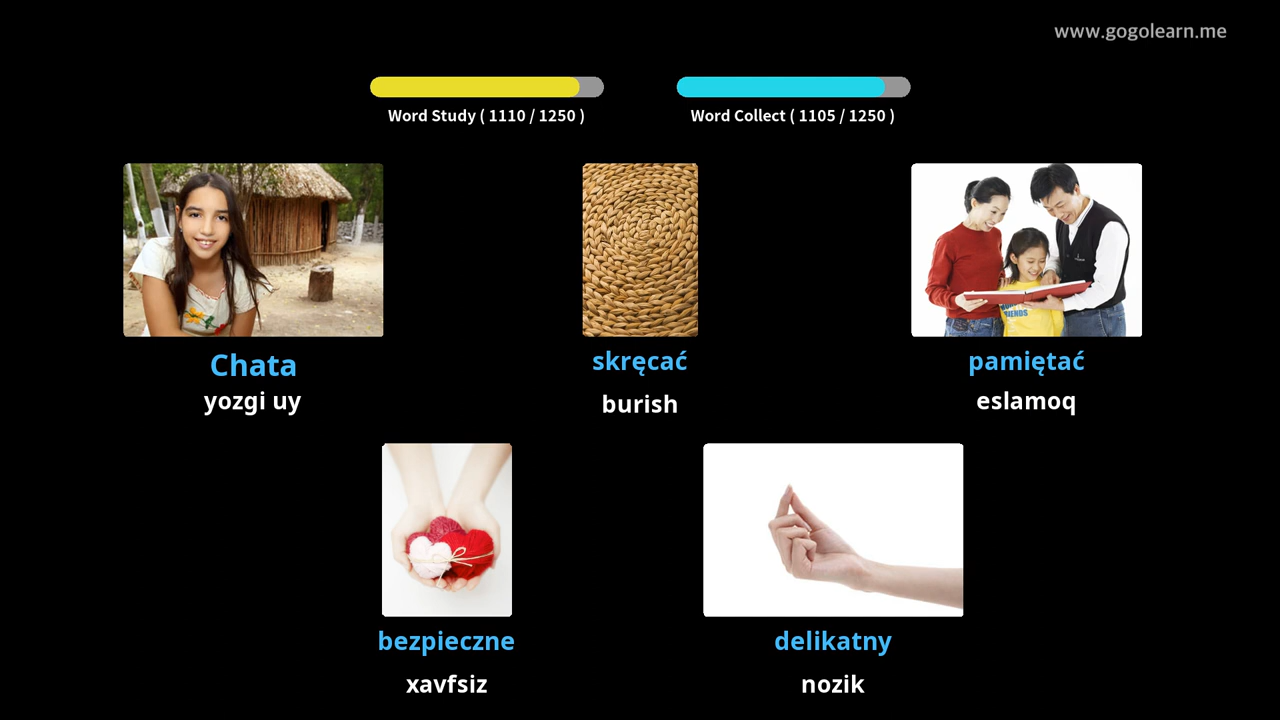 www.gogolearn.me
Word Study ( 1110 / 1250 )
Word Collect ( 1105 / 1250 )
Chata
yozgi uy
skręcać
burish
pamiętać
eslamoq
bezpieczne
xavfsiz
delikatny
nozik